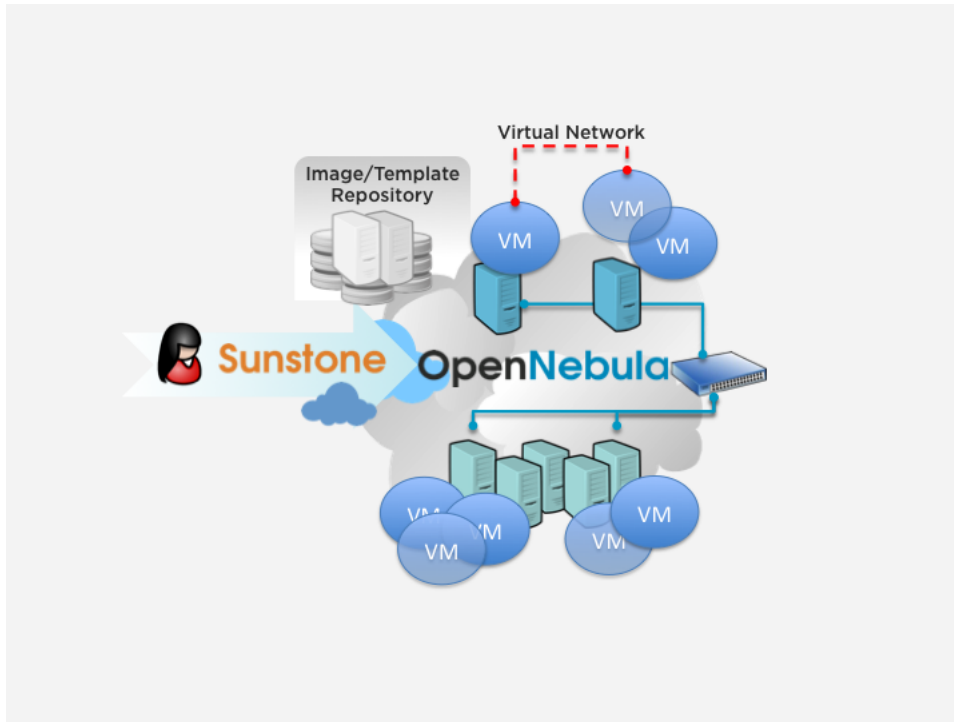 Virtual Network
Image/Template
Repository
VM
VM
VM
Sunstone
OpenNebula
VM
VM
VM
VM
VM